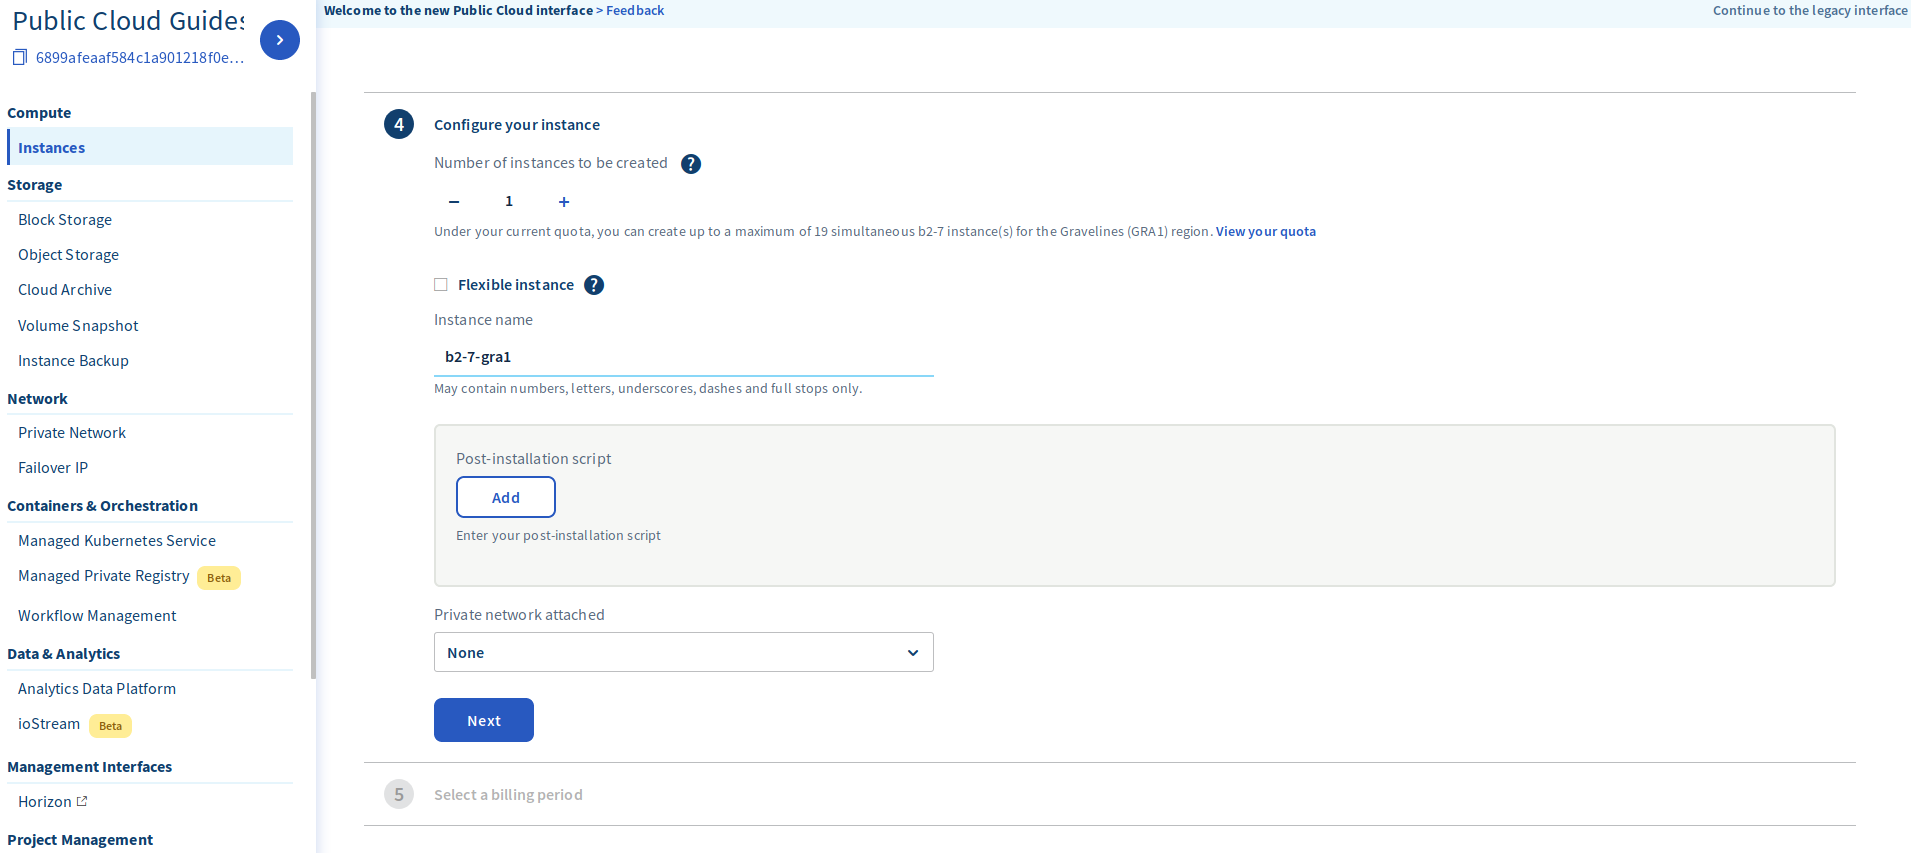 Public Cloud Guides
6899afeaaf584c1a901218f0e...
Compute
Instances
Storage
Block Storage
Object Storage
Cloud Archive
Volume Snapshot
Instance Backup
Network
Private Network
Failover IP
Containers & Orchestration
Managed Kubernetes Service
Managed Private Registry Beta
Workflow Management
Data & Analytics
Analytics Data Platform
ioStream Beta
Management Interfaces
Horizon
Project Management
Welcome to the new Public Cloud interface > Feedback
Continue to the legacy interface
4 Configure your instance
Number of instances to be created ?
− 1 +
Under your current quota, you can create up to a maximum of 19 simultaneous b2-7 instance(s) for the Gravelines (GRA1) region. View your quota
Flexible instance ?
Instance name
b2-7-gra1
May contain numbers, letters, underscores, dashes and full stops only.
Post-installation script
Add
Enter your post-installation script
Private network attached
None
Next
5 Select a billing period